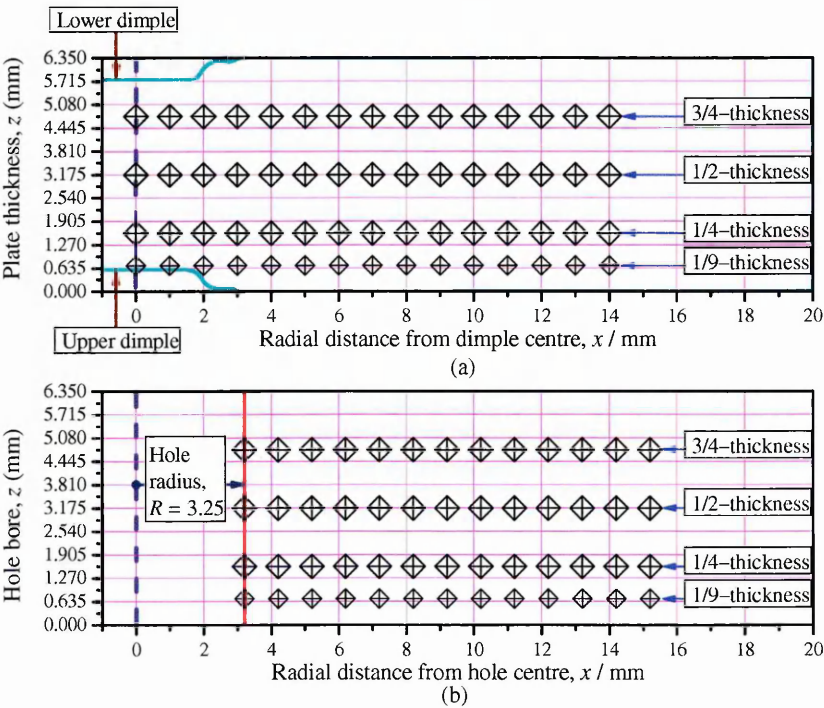 Lower dimple
Plate thickness, z (mm)
6.350
5.715
5.080
4.445
3.810
3.175
2.540
1.905
1.270
0.635
0.000
3/4-thickness
1/2-thickness
1/4-thickness
1/9-thickness
0 2 4 6 8 10 12 14 16 18 20
Upper dimple
Radial distance from dimple centre, x / mm
(a)
Hole bore, z (mm)
6.350
5.715
5.080
4.445
3.810
3.175
2.540
1.905
1.270
0.635
0.000
Hole
radius,
R = 3.25
3/4-thickness
1/2-thickness
1/4-thickness
1/9-thickness
0 2 4 6 8 10 12 14 16 18 20
Radial distance from hole centre, x / mm
(b)